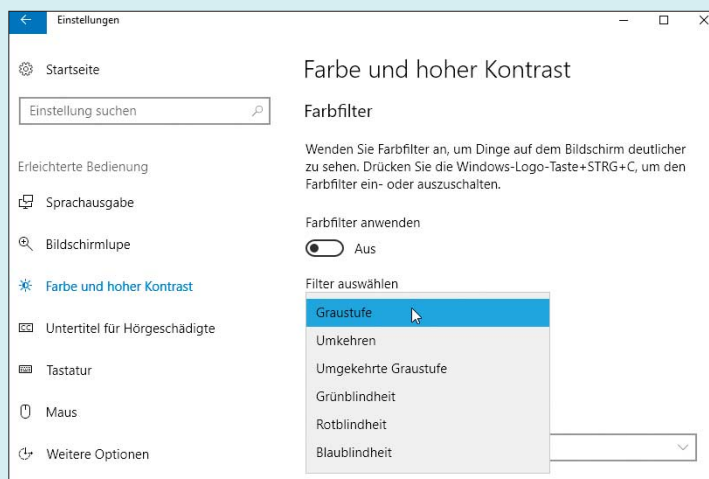 Einstellungen
Startseite
Einstellung suchen
Erleichterte Bedienung
Sprachausgabe
Bildschirmlupe
Farbe und hoher Kontrast
Untertitel für Hörgeschädigte
Tastatur
Maus
Weitere Optionen
Farbe und hoher Kontrast
Farbfilter
Wenden Sie Farbfilter an, um Dinge auf dem Bildschirm deutlicher
zu sehen. Drücken Sie die Windows-Logo-Taste+STRG+C, um den
Farbfilter ein- oder auszuschalten.
Farbfilter anwenden
Aus
Filter auswählen
Graustufe
Umkehren
Umgekehrte Graustufe
Grünblindheit
Rotblindheit
Blaublindheit